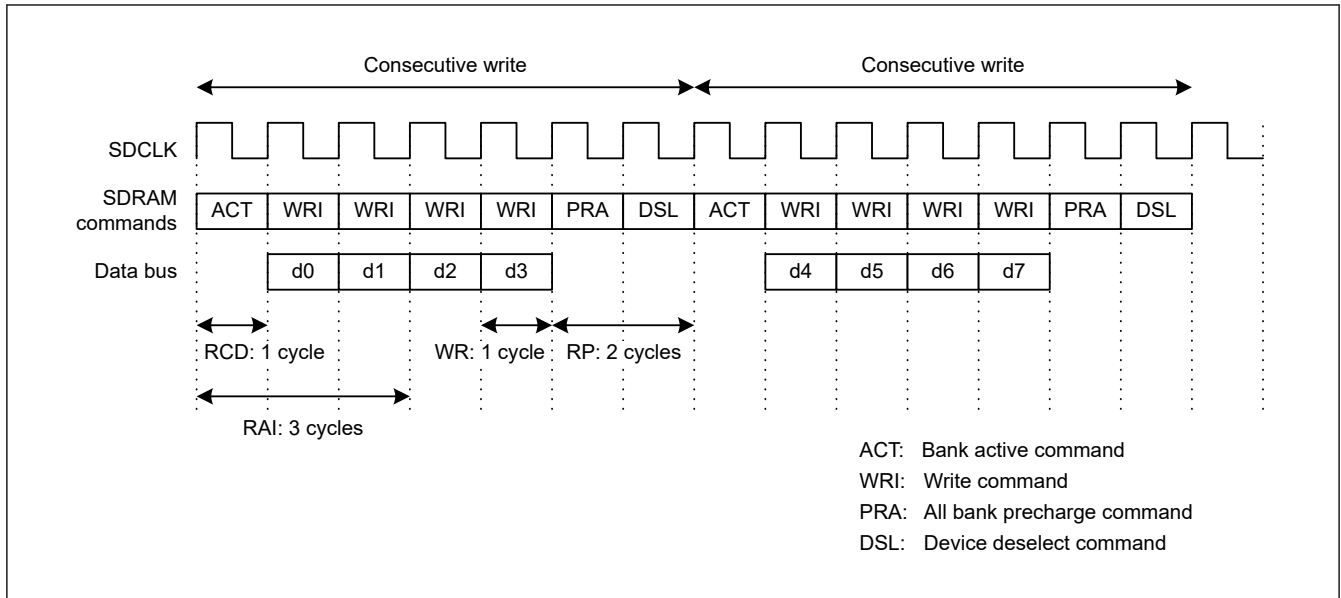 Consecutive write Consecutive write
SDCLK
SDRAM
commands
ACT WRI WRI WRI WRI PRA DSL ACT WRI WRI WRI WRI PRA DSL
Data bus d0 d1 d2 d3 d4 d5 d6 d7
RCD: 1 cycle WR: 1 cycle RP: 2 cycles
RAI: 3 cycles
ACT: Bank active command
WRI: Write command
PRA: All bank precharge command
DSL: Device deselect command